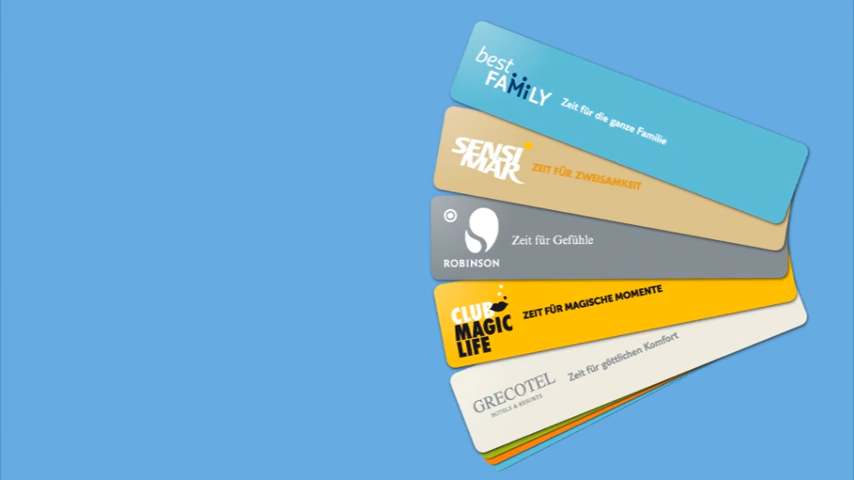 best
FAMiLY
Zeit für die ganze Familie
SENSI
MAR
ZEIT FÜR ZWEISAMKEIT
ROBINSON
Zeit für Gefühle
CLUB
MAGIC
LIFE
ZEIT FÜR MAGISCHE MOMENTE
GRECOTEL
HOTELS & RESORTS
Zeit für göttlichen Komfort